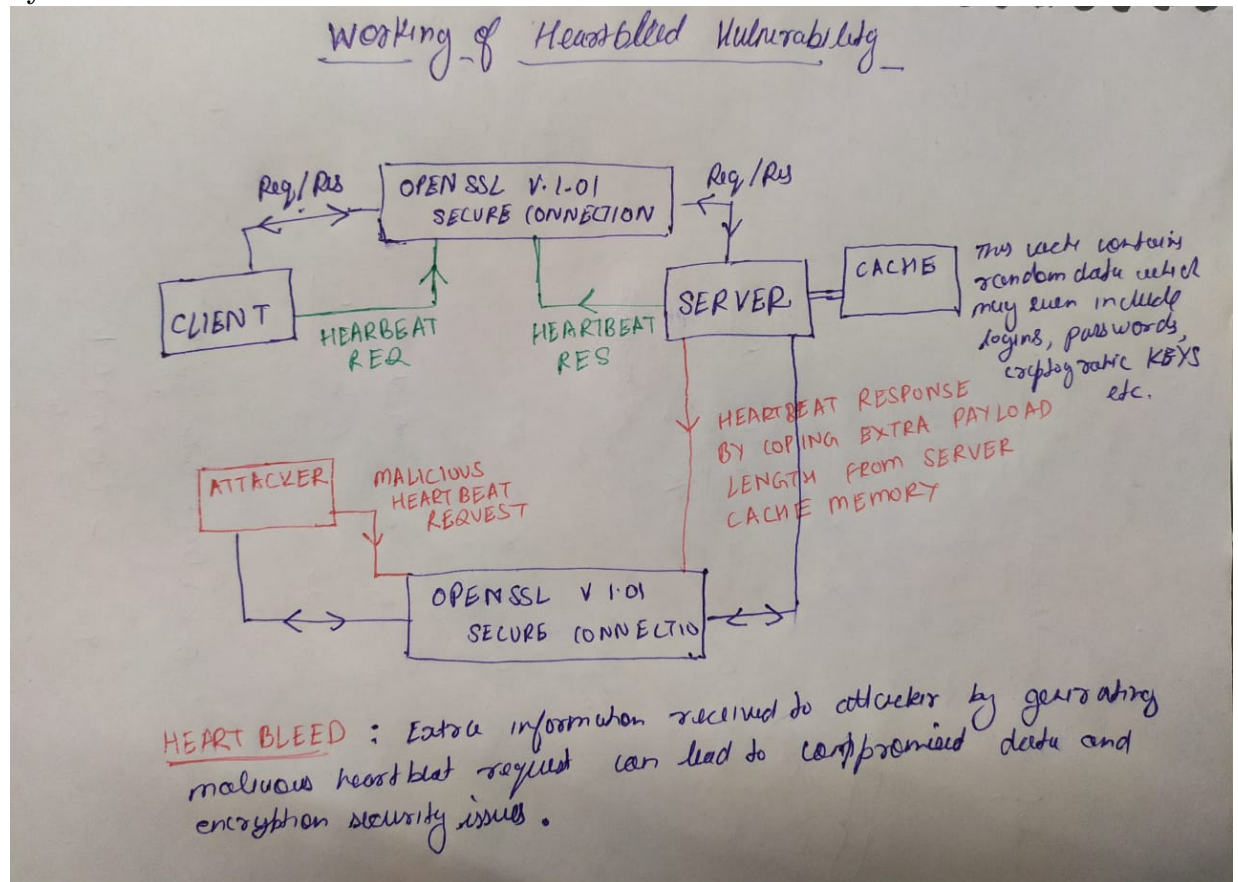 Working of Heartbleed Vulnerability
Req/Res
OPEN SSL V.1.01
SECURE CONNECTION
Req/Res
CLIENT
HEARBEAT
REQ
HEARTBEAT
RES
SERVER
CACHE
This cache contains
random data which
may even include
logins, passwords,
cryptographic KEYS
etc.
HEARTBEAT RESPONSE
BY COPING EXTRA PAYLOAD
LENGTH FROM SERVER
CACHE MEMORY
ATTACKER
MALICIOUS
HEARTBEAT
REQUEST
OPENSSL V 1.01
SECURE CONNECTIO
HEART BLEED : Extra information received to attacker by generating
malicious heartbeat request can lead to compromised data and
encryption security issues.